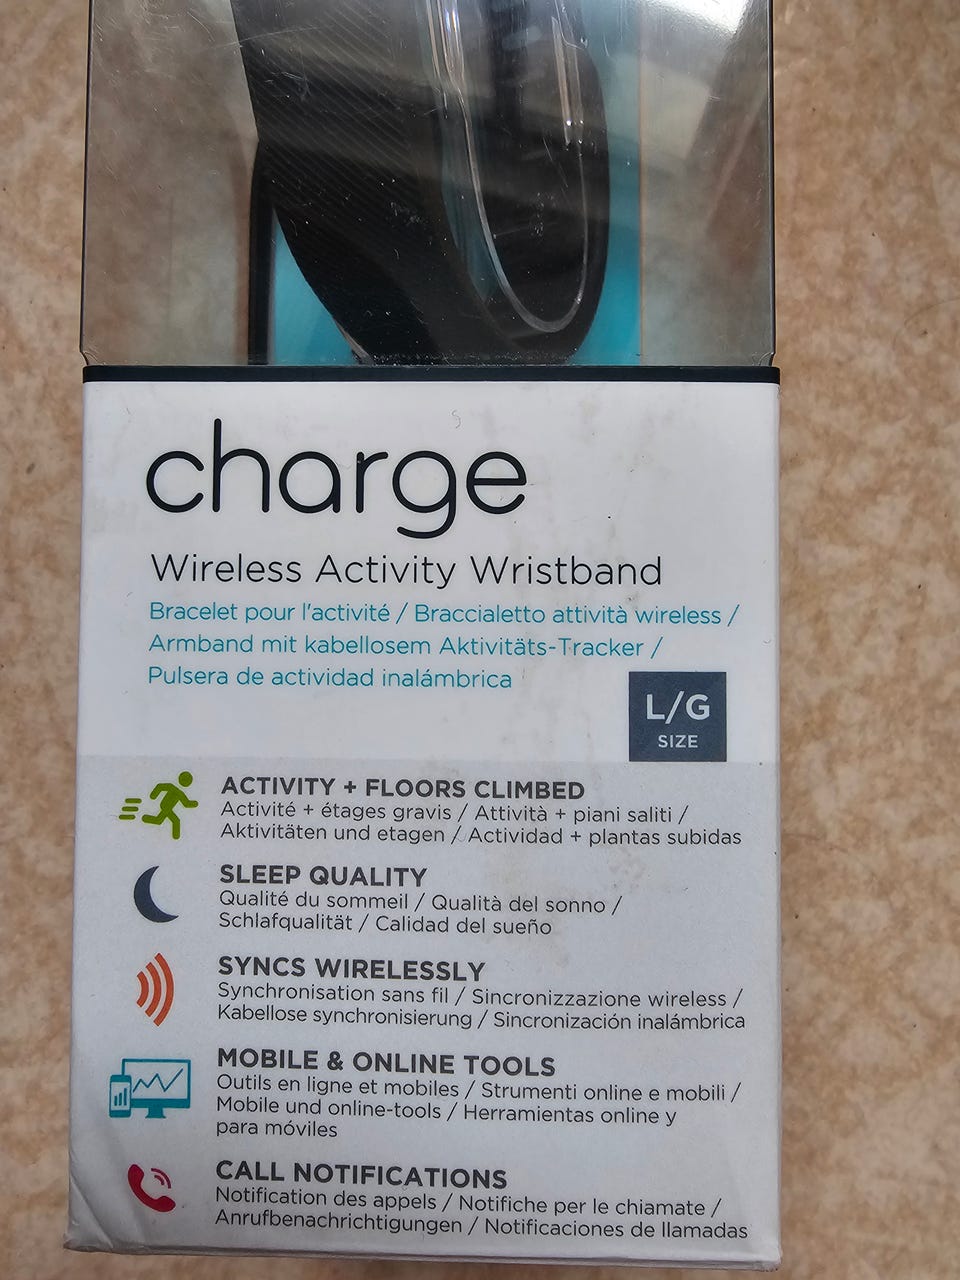 charge
Wireless Activity Wristband
Bracelet pour l'activité / Braccialetto attività wireless /
Armband mit kabellosem Aktivitäts-Tracker /
Pulsera de actividad inalámbrica
L/G
SIZE
ACTIVITY + FLOORS CLIMBED
Activité + étages gravis / Attività + piani saliti /
Aktivitäten und etagen / Actividad + plantas subidas
SLEEP QUALITY
Qualité du sommeil / Qualità del sonno /
Schlafqualität / Calidad del sueño
SYNCS WIRELESSLY
Synchronisation sans fil / Sincronizzazione wireless /
Kabellose synchronisierung / Sincronización inalámbrica
MOBILE & ONLINE TOOLS
Outils en ligne et mobiles / Strumenti online e mobili /
Mobile und online-tools / Herramientas online y
para móviles
CALL NOTIFICATIONS
Notification des appels / Notifiche per le chiamate /
Anrufbenachrichtigungen / Notificaciones de llamadas